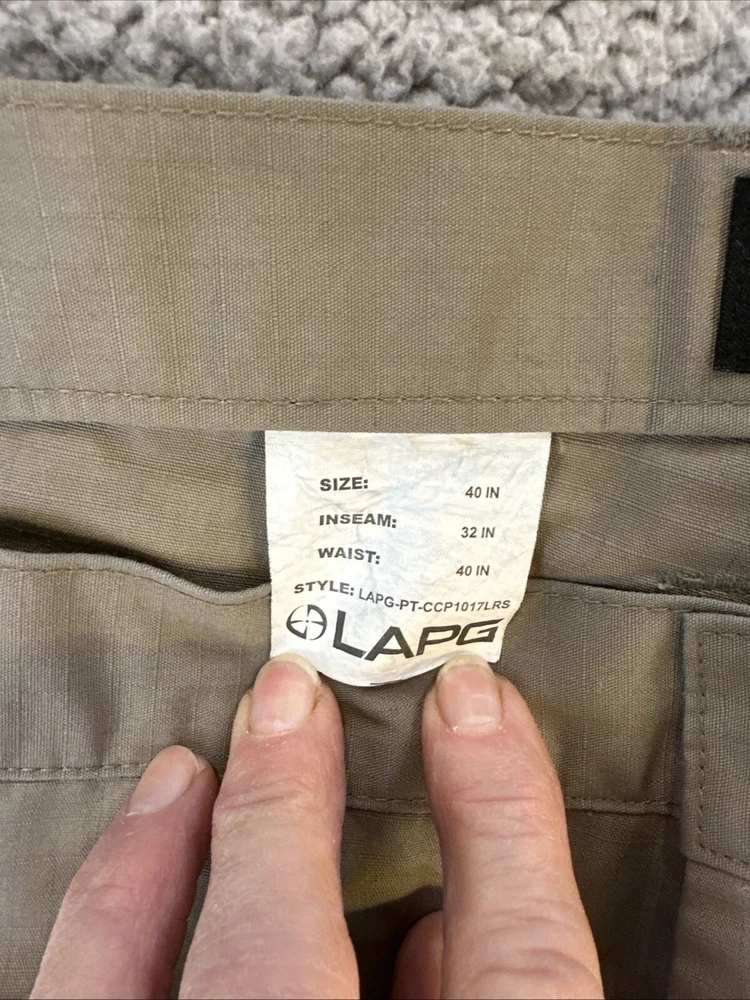 SIZE: 40 IN
INSEAM: 32 IN
WAIST: 40 IN
STYLE: LAPG-PT-CCP1017LRS
LAPG